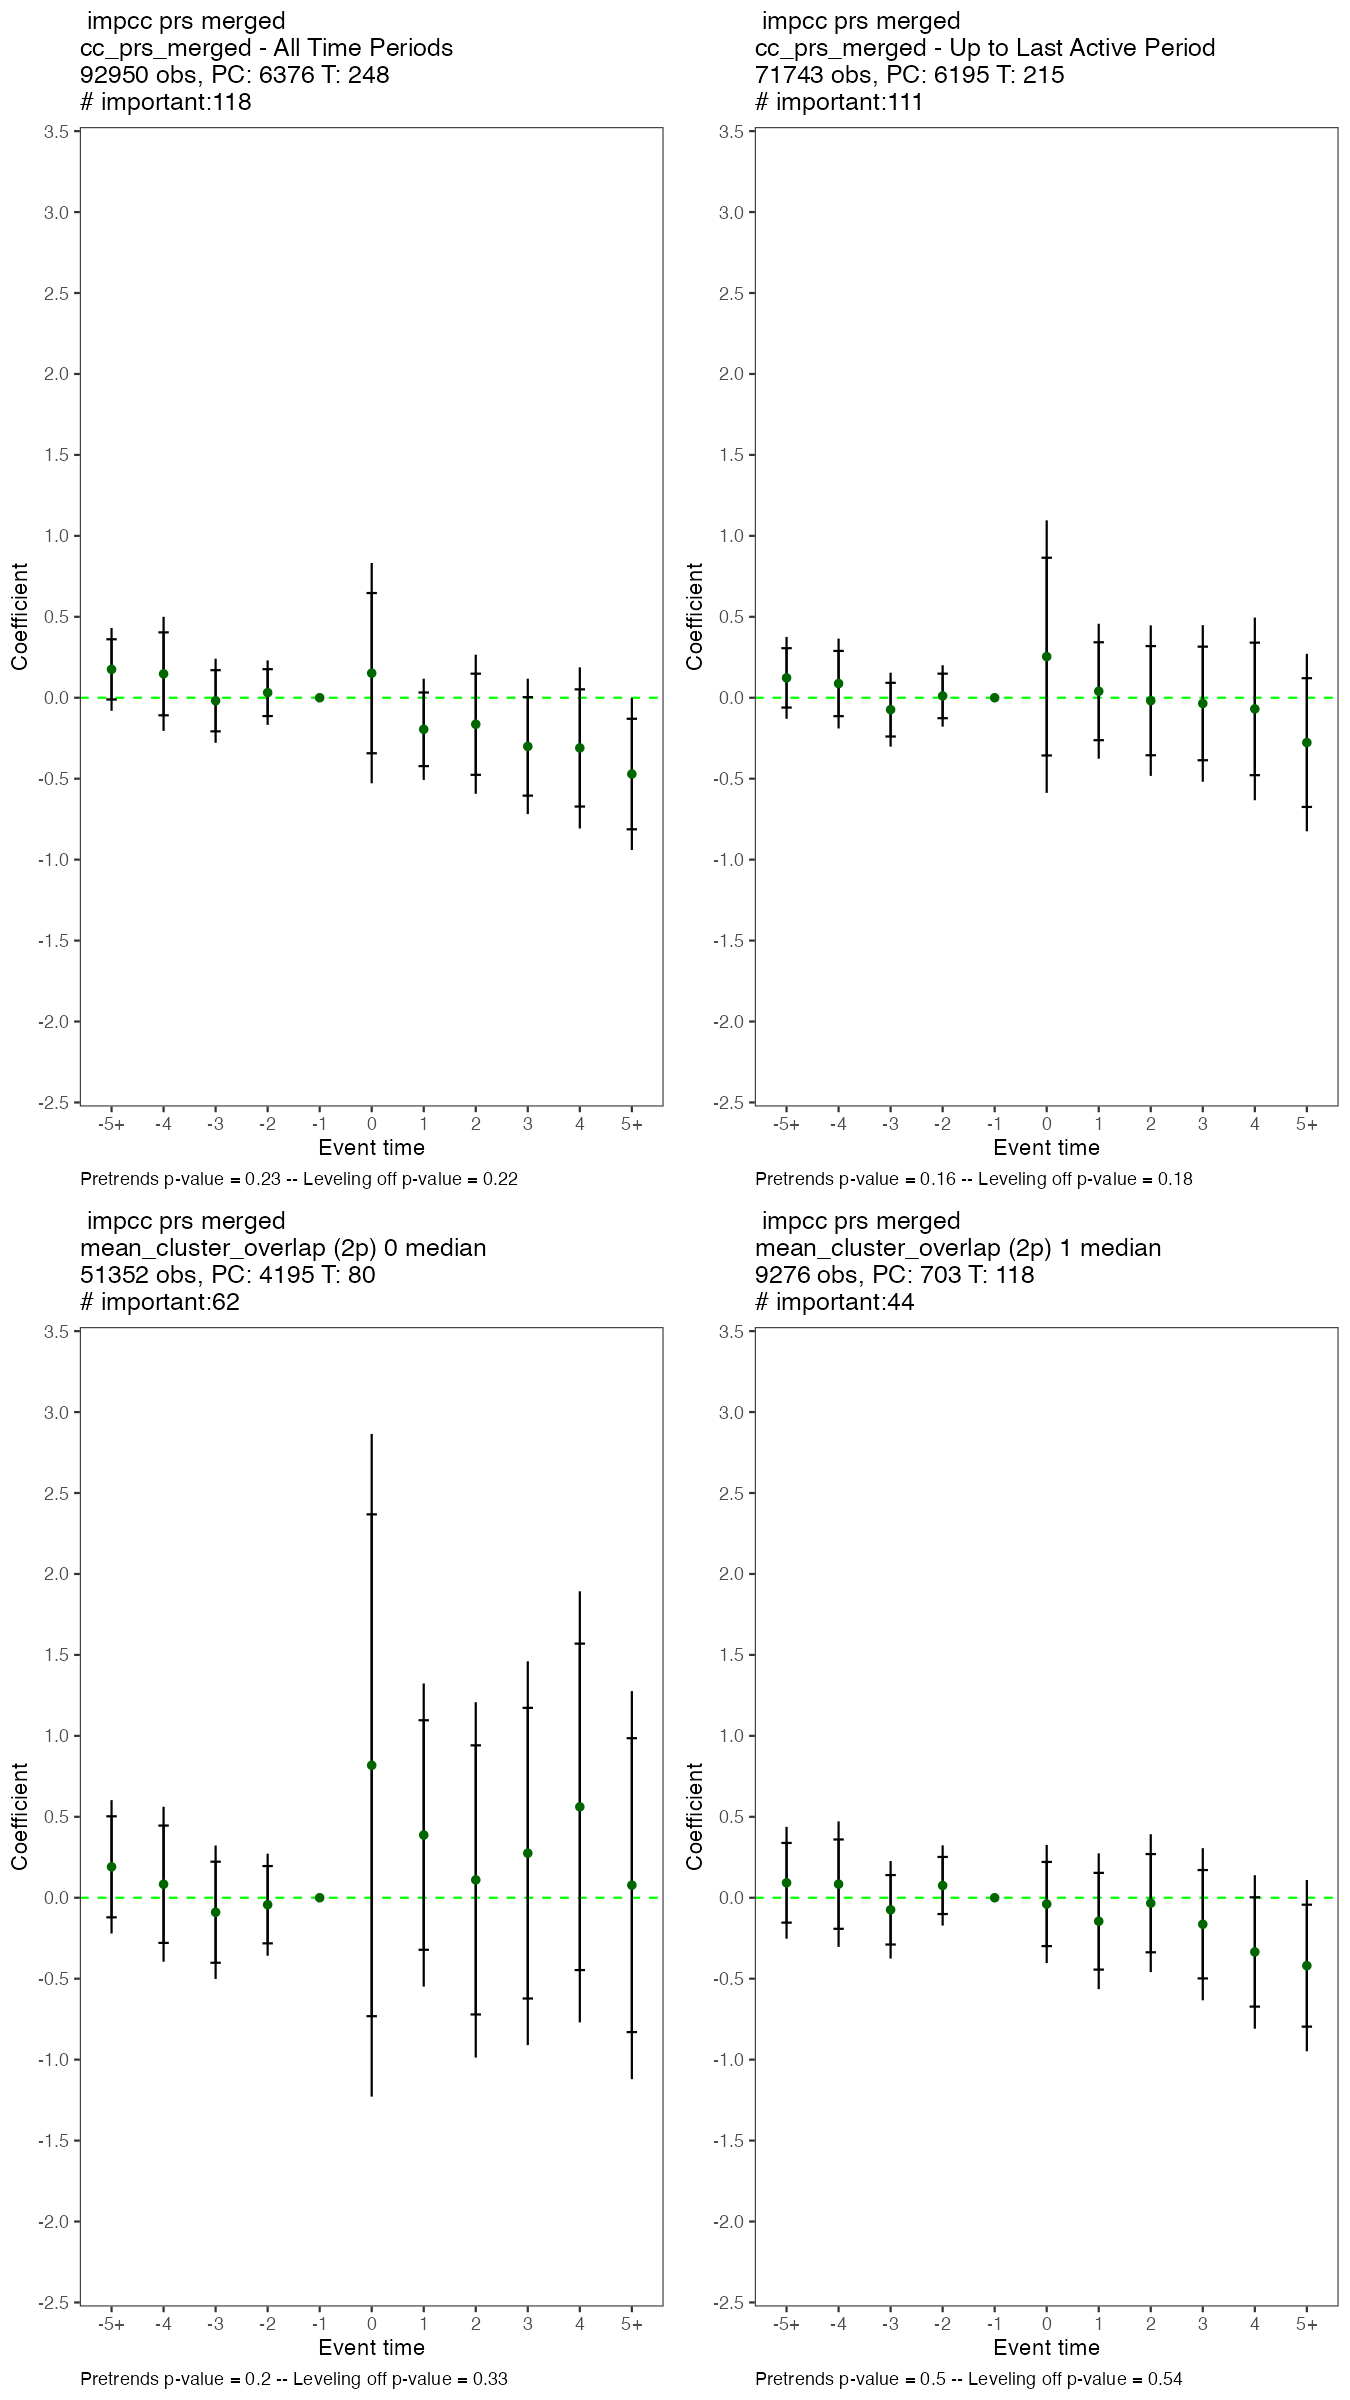 impcc prs merged
cc_prs_merged - All Time Periods
92950 obs, PC: 6376 T: 248
# important:118
Coefficient
3.5
3.0
2.5
2.0
1.5
1.0
0.5
0.0
-0.5
-1.0
-1.5
-2.0
-2.5
-5+ -4 -3 -2 -1 0 1 2 3 4 5+
Event time
Pretrends p-value = 0.23 -- Leveling off p-value = 0.22
impcc prs merged
cc_prs_merged - Up to Last Active Period
71743 obs, PC: 6195 T: 215
# important:111
Coefficient
3.5
3.0
2.5
2.0
1.5
1.0
0.5
0.0
-0.5
-1.0
-1.5
-2.0
-2.5
-5+ -4 -3 -2 -1 0 1 2 3 4 5+
Event time
Pretrends p-value = 0.16 -- Leveling off p-value = 0.18
impcc prs merged
mean_cluster_overlap (2p) 0 median
51352 obs, PC: 4195 T: 80
# important:62
Coefficient
3.5
3.0
2.5
2.0
1.5
1.0
0.5
0.0
-0.5
-1.0
-1.5
-2.0
-2.5
-5+ -4 -3 -2 -1 0 1 2 3 4 5+
Event time
Pretrends p-value = 0.2 -- Leveling off p-value = 0.33
impcc prs merged
mean_cluster_overlap (2p) 1 median
9276 obs, PC: 703 T: 118
# important:44
Coefficient
3.5
3.0
2.5
2.0
1.5
1.0
0.5
0.0
-0.5
-1.0
-1.5
-2.0
-2.5
-5+ -4 -3 -2 -1 0 1 2 3 4 5+
Event time
Pretrends p-value = 0.5 -- Leveling off p-value = 0.54